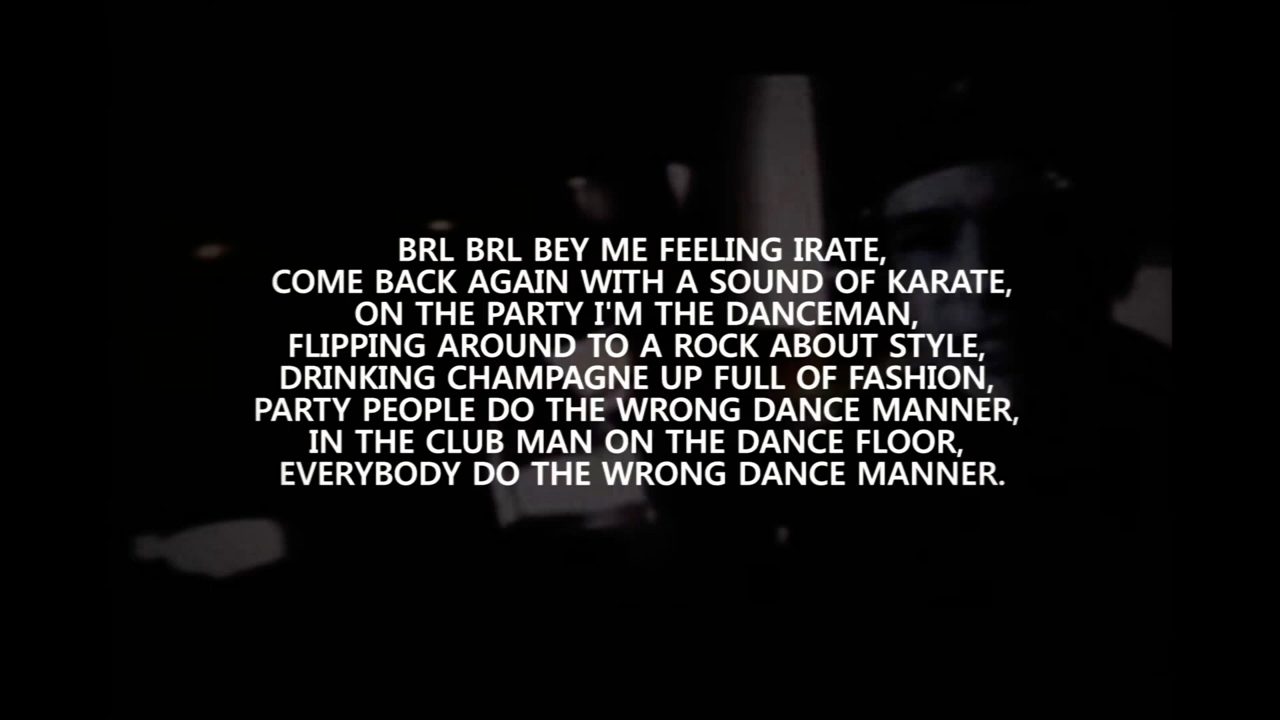 BRL BRL BEY ME FEELING IRATE,
COME BACK AGAIN WITH A SOUND OF KARATE,
ON THE PARTY I'M THE DANCEMAN,
FLIPPING AROUND TO A ROCK ABOUT STYLE,
DRINKING CHAMPAGNE UP FULL OF FASHION,
PARTY PEOPLE DO THE WRONG DANCE MANNER,
IN THE CLUB MAN ON THE DANCE FLOOR,
EVERYBODY DO THE WRONG DANCE MANNER.